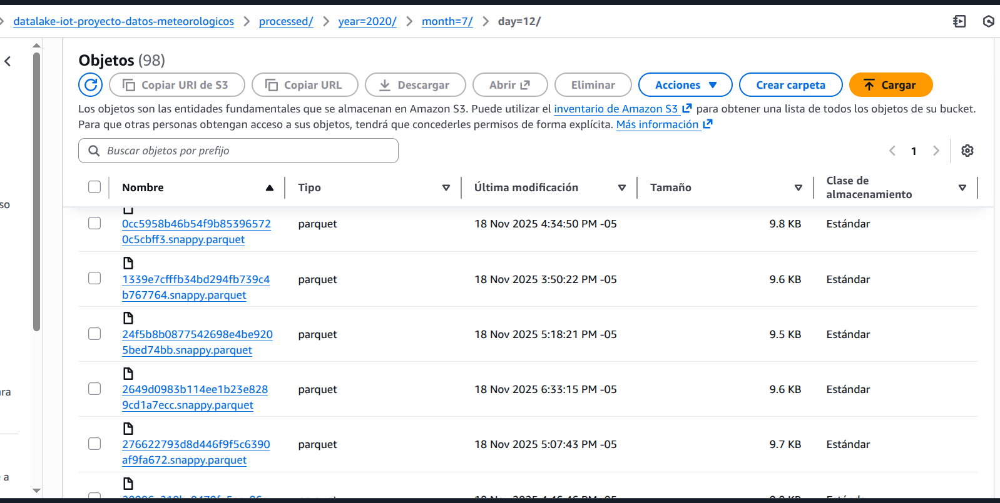 datalake-iot-proyecto-datos-meteorologicos > processed/ > year=2020/ > month=7/ > day=12/
Objetos (98)
Copiar URI de S3 Copiar URL Descargar Abrir Eliminar Acciones Crear carpeta Cargar
Los objetos son las entidades fundamentales que se almacenan en Amazon S3. Puede utilizar el inventario de Amazon S3 para obtener una lista de todos los objetos de su bucket.
Para que otras personas obtengan acceso a sus objetos, tendrá que concederles permisos de forma explícita. Más información
Buscar objetos por prefijo
1
Nombre Tipo Última modificación Tamaño Clase de
almacenamiento
so
0cc5958b46b54f9b85396572 parquet 18 Nov 2025 4:34:50 PM -05 9.8 KB Estándar
0c5cbff3.snappy.parquet
1339e7cfffb34bd294fb739c4 parquet 18 Nov 2025 3:50:22 PM -05 9.6 KB Estándar
b767764.snappy.parquet
24f5b8b0877542698e4be920 parquet 18 Nov 2025 5:18:21 PM -05 9.5 KB Estándar
5bed74bb.snappy.parquet
2649d0983b114ee1b23e828 parquet 18 Nov 2025 6:33:15 PM -05 9.6 KB Estándar
ara
9cd1a7ecc.snappy.parquet
276622793d8d446f9f5c6390 parquet 18 Nov 2025 5:07:43 PM -05 9.7 KB Estándar
af9fa672.snappy.parquet
a